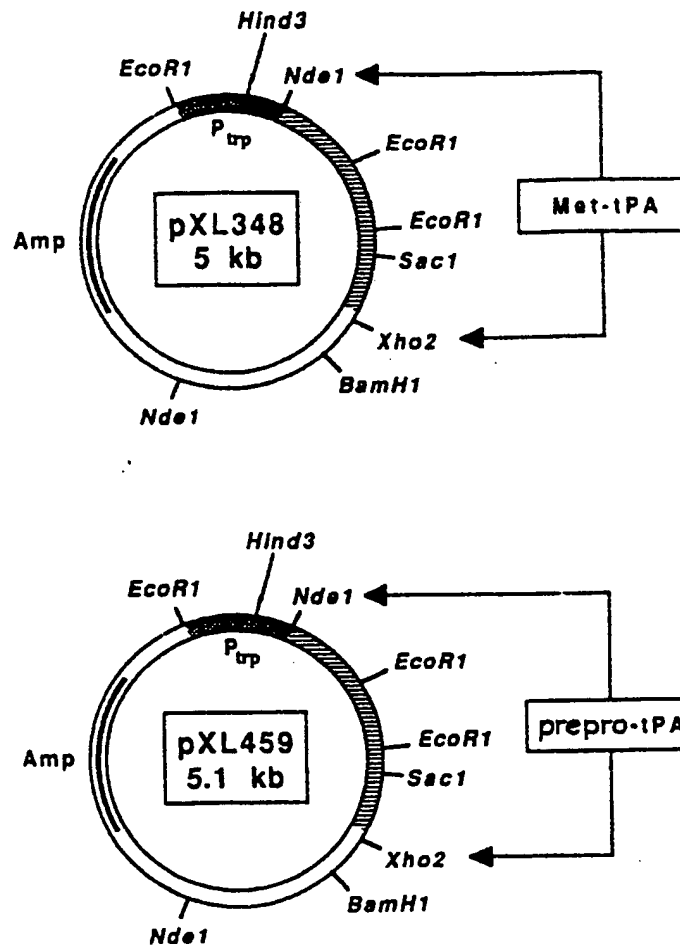 Hind3
EcoR1
Nde1
Ptrp
EcoR1
Met-tPA
pXL348
5 kb
Amp
EcoR1
Sac1
Xho2
BamH1
Nde1
Hind3
EcoR1
Nde1
Ptrp
EcoR1
prepro-tPA
pXL459
5.1 kb
Amp
EcoR1
Sac1
Xho2
BamH1
Nde1